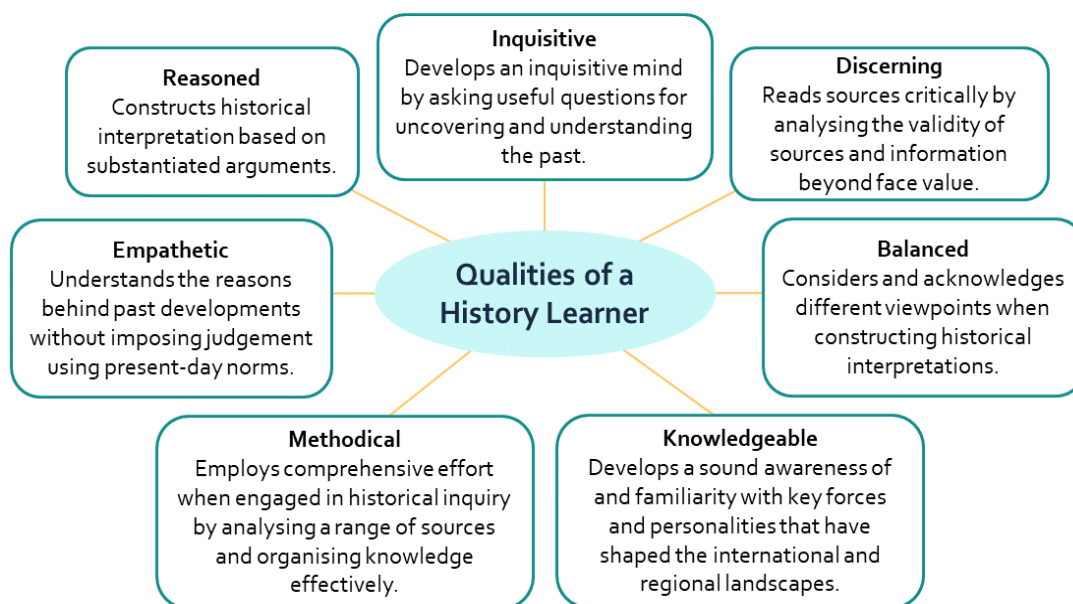 Inquisitive
Develops an inquisitive mind
by asking useful questions for
uncovering and understanding
the past.
Reasoned
Constructs historical
interpretation based on
substantiated arguments.
Discerning
Reads sources critically by
analysing the validity of
sources and information
beyond face value.
Empathetic
Understands the reasons
behind past developments
without imposing judgement
using present-day norms.
Qualities of a
History Learner
Balanced
Considers and acknowledges
different viewpoints when
constructing historical
interpretations.
Methodical
Employs comprehensive effort
when engaged in historical inquiry
by analysing a range of sources
and organising knowledge
effectively.
Knowledgeable
Develops a sound awareness of
and familiarity with key forces
and personalities that have
shaped the international and
regional landscapes.